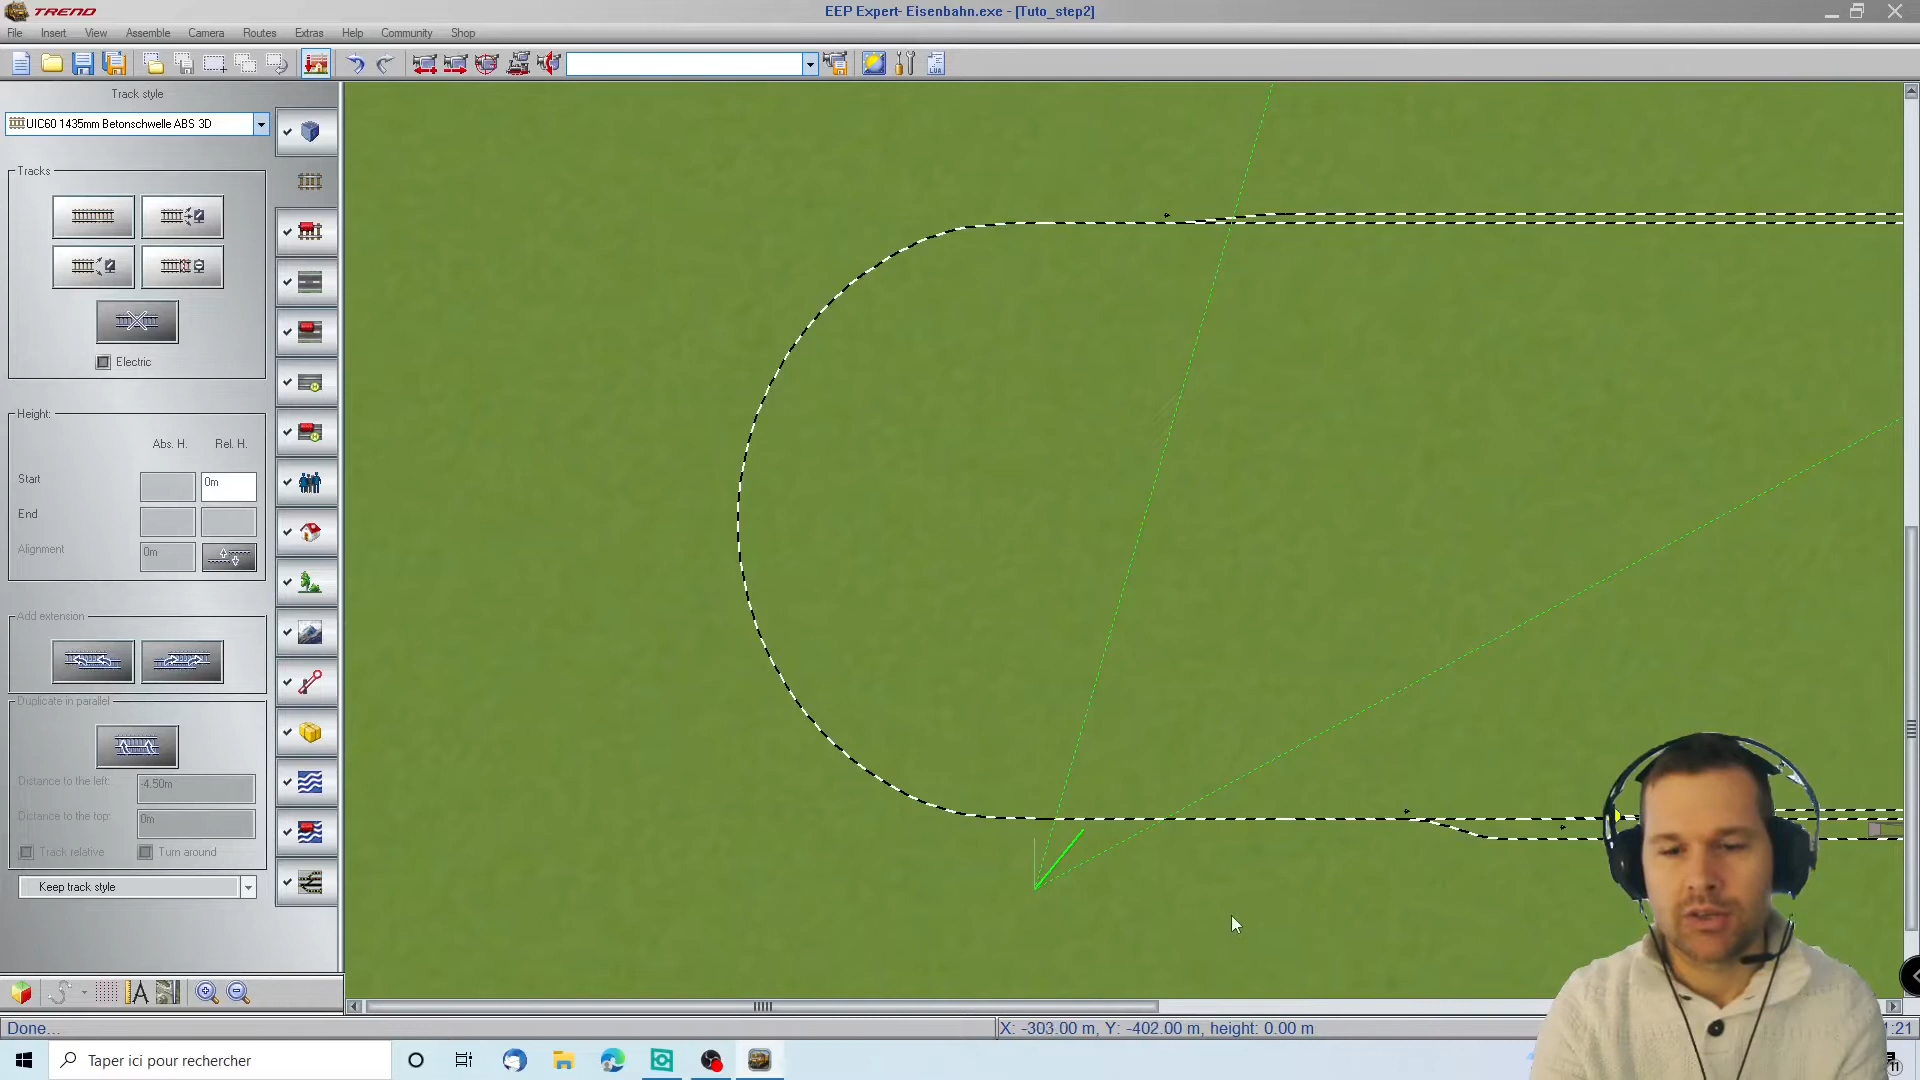 TREND
EEP Expert- Eisenbahn.exe - [Tuto_step2]
File Insert View Assemble Camera Routes Extras Help Community Shop
LUA
Track style
UIC60 1435mm Betonschwelle ABS 3D
Tracks
Electric
Height:
Abs. H. Rel. H.
Start 0m
End
Alignment 0m
Add extension
Duplicate in parallel
Distance to the left: -4.50m
Distance to the top: 0m
Track relative Turn around
Keep track style
Done...
X: -303.00 m, Y: -402.00 m, height: 0.00 m
Taper ici pour rechercher